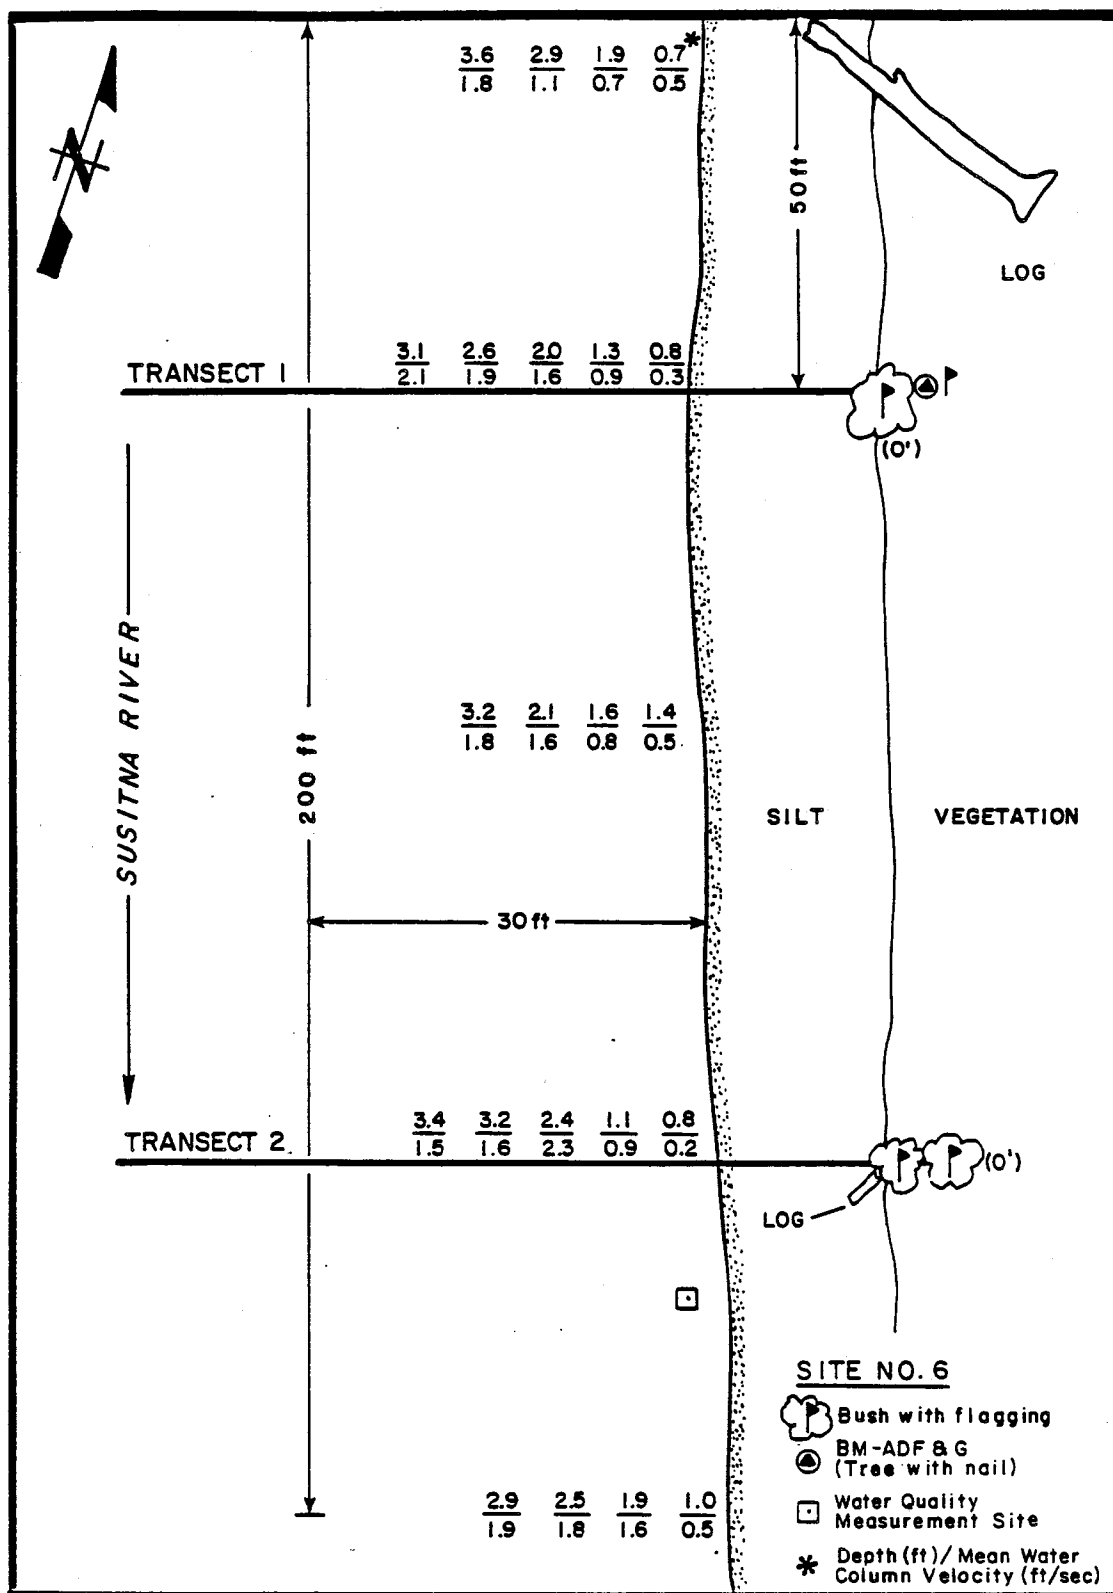 N
3.6 2.9 1.9 0.7*
1.8 1.1 0.7 0.5
50 ft
LOG
TRANSECT 1
3.1 2.6 2.0 1.3 0.8
2.1 1.9 1.6 0.9 0.3
(0')
SUSITNA RIVER
200 ft
3.2 2.1 1.6 1.4
1.8 1.6 0.8 0.5
SILT
VEGETATION
30 ft
TRANSECT 2
3.4 3.2 2.4 1.1 0.8
1.5 1.6 2.3 0.9 0.2
(0')
LOG
2.9 2.5 1.9 1.0
1.9 1.8 1.6 0.5
SITE NO. 6
Bush with flagging
BM-ADF & G
(Tree with nail)
Water Quality
Measurement Site
* Depth (ft) / Mean Water
Column Velocity (ft/sec)